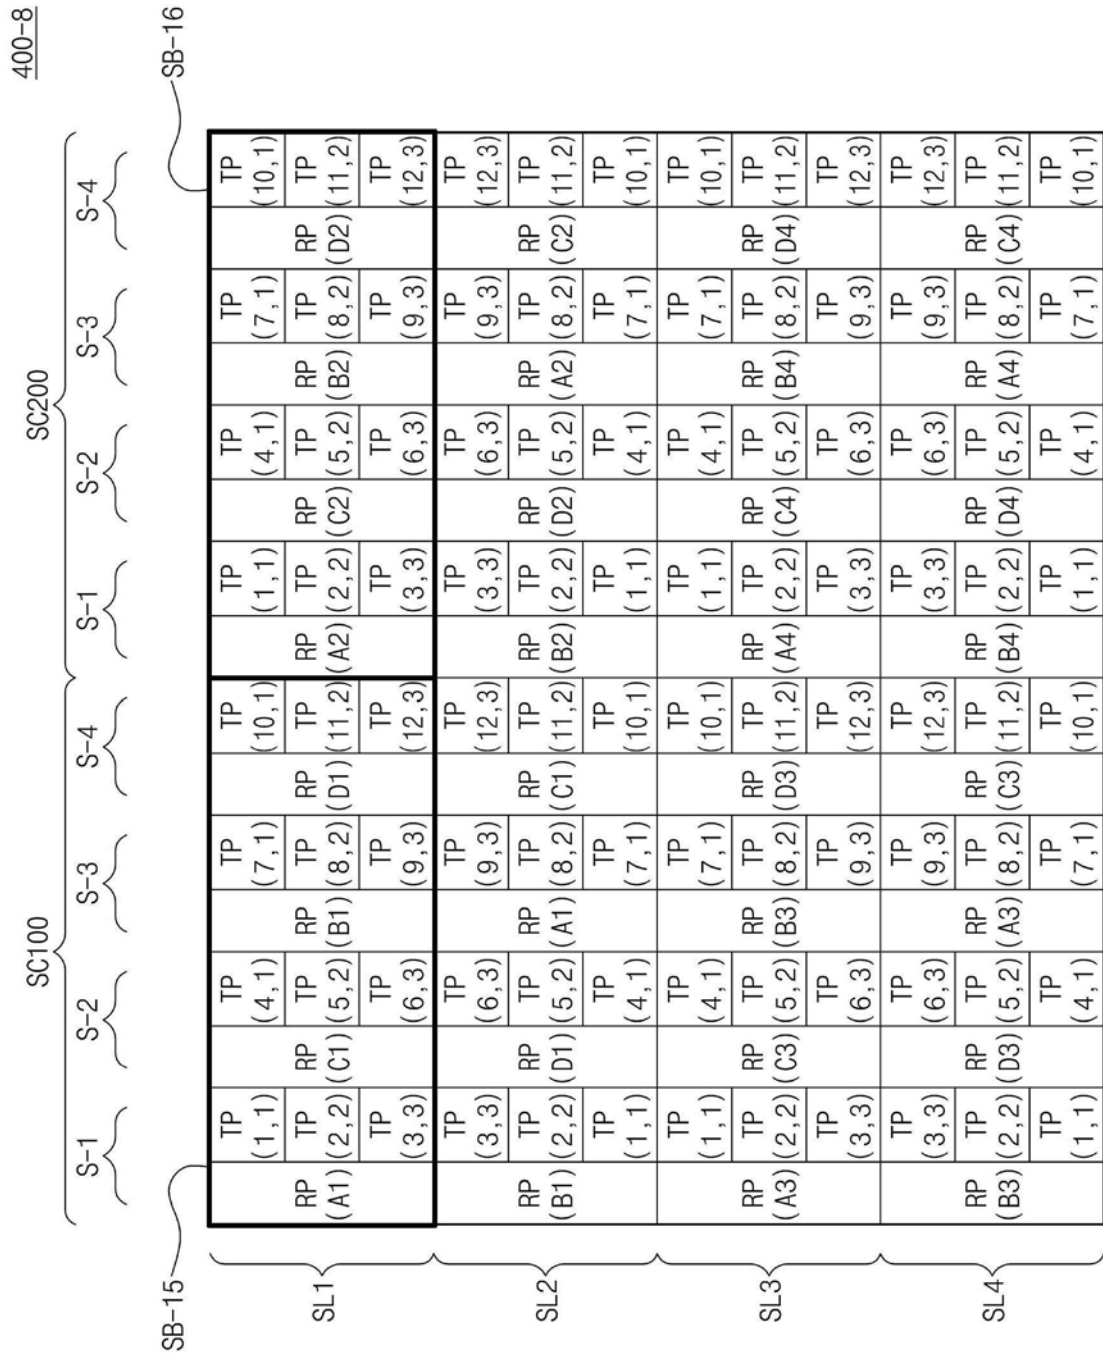 400-8
SC100 SC200
S-1 S-2 S-3 S-4 S-1 S-2 S-3 S-4
SB-15 SB-16
TP TP TP TP TP TP TP TP
(1,1) (4,1) (7,1) (10,1) (1,1) (4,1) (7,1) (10,1)
RP TP RP TP RP TP RP TP RP TP RP TP RP TP RP TP
SL1 (A1) (2,2) (C1) (5,2) (B1) (8,2) (D1) (11,2) (A2) (2,2) (C2) (5,2) (B2) (8,2) (D2) (11,2)
TP TP TP TP TP TP TP TP
(3,3) (6,3) (9,3) (12,3) (3,3) (6,3) (9,3) (12,3)
TP TP TP TP TP TP TP TP
(3,3) (6,3) (9,3) (12,3) (3,3) (6,3) (9,3) (12,3)
RP TP RP TP RP TP RP TP RP TP RP TP RP TP RP TP
SL2 (B1) (2,2) (D1) (5,2) (A1) (8,2) (C1) (11,2) (B2) (2,2) (D2) (5,2) (A2) (8,2) (C2) (11,2)
TP TP TP TP TP TP TP TP
(1,1) (4,1) (7,1) (10,1) (1,1) (4,1) (7,1) (10,1)
TP TP TP TP TP TP TP TP
(1,1) (4,1) (7,1) (10,1) (1,1) (4,1) (7,1) (10,1)
RP TP RP TP RP TP RP TP RP TP RP TP RP TP RP TP
SL3 (A3) (2,2) (C3) (5,2) (B3) (8,2) (D3) (11,2) (A4) (2,2) (C4) (5,2) (B4) (8,2) (D4) (11,2)
TP TP TP TP TP TP TP TP
(3,3) (6,3) (9,3) (12,3) (3,3) (6,3) (9,3) (12,3)
TP TP TP TP TP TP TP TP
(3,3) (6,3) (9,3) (12,3) (3,3) (6,3) (9,3) (12,3)
RP TP RP TP RP TP RP TP RP TP RP TP RP TP RP TP
SL4 (B3) (2,2) (D3) (5,2) (A3) (8,2) (C3) (11,2) (B4) (2,2) (D4) (5,2) (A4) (8,2) (C4) (11,2)
TP TP TP TP TP TP TP TP
(1,1) (4,1) (7,1) (10,1) (1,1) (4,1) (7,1) (10,1)